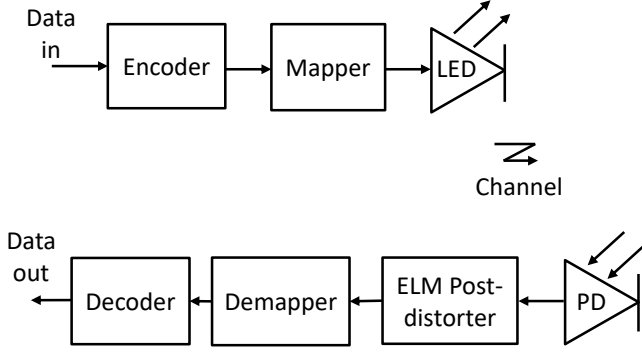 Data
in
Encoder
Mapper
LED
Channel
Data
out
Decoder
Demapper
ELM Post-
distorter
PD